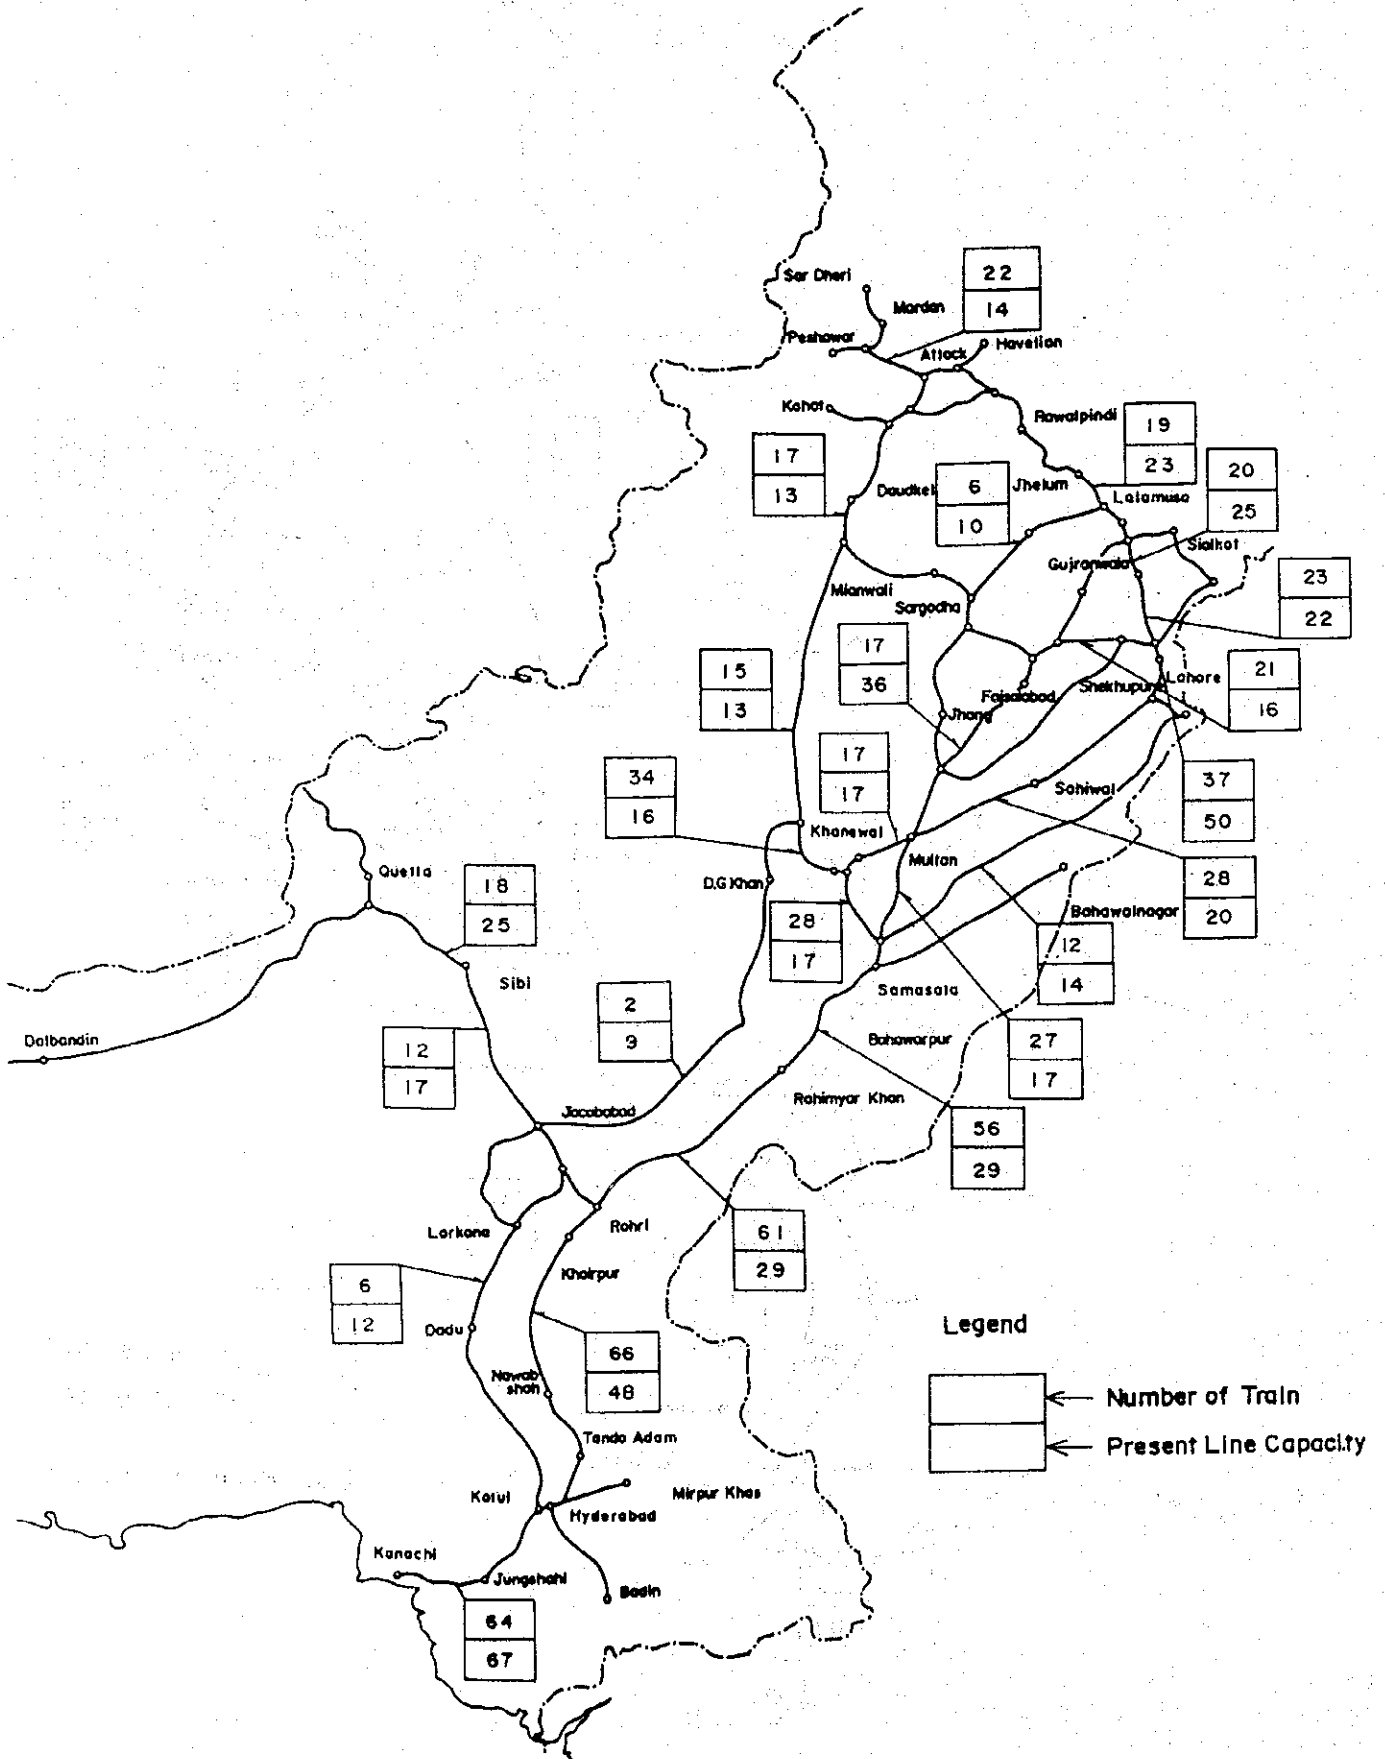 Sar Dheri
22
Mardan
14
Peshawar
Attock
Havelian
Kohat
Rawalpindi
19
17
20
23
6
Jhelum
Daudkel
13
Lalamusa
10
25
Sialkot
Gujranwala
23
Mianwali
Sargodha
22
17
15
21
36
Faisalabad
Shekhupura
Lahore
13
16
Jhang
17
34
37
Sahiwal
17
16
50
Khanewal
Multan
Quetta
D.G Khan
28
18
28
Bahawalnagar
20
25
12
17
Sibi
Samasata
14
2
Dalbandin
27
12
9
Bahawarpur
17
17
Rahimyar Khan
Jacobabad
56
29
Larkana
Rohri
61
29
6
Khairpur
12
Dadu
Legend
66
Nawab
shah
48
Number of Train
Tando Adam
Present Line Capacity
Kotui
Mirpur Khas
Hyderabad
Kanachi
Jungshahi
Badin
64
67